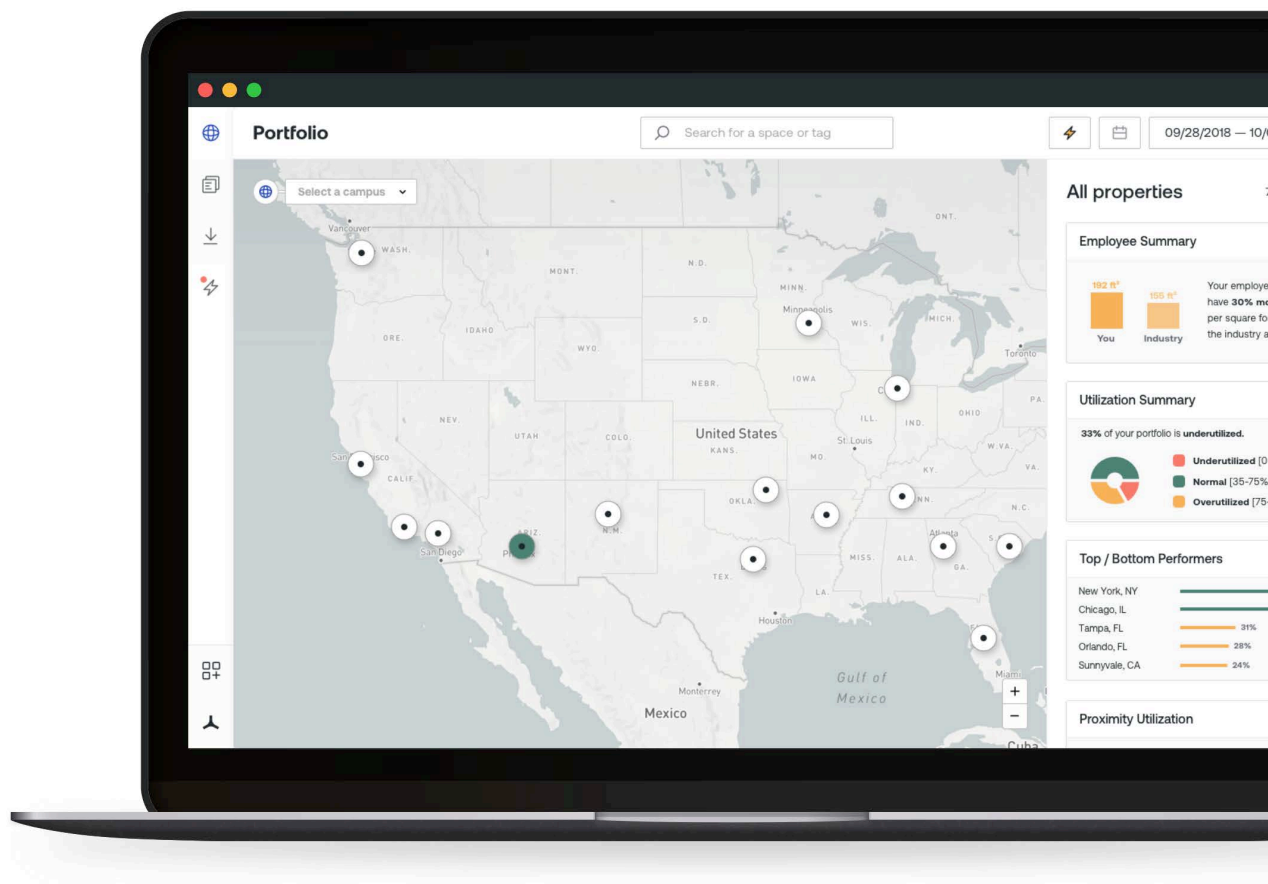 Portfolio
Search for a space or tag
09/28/2018 — 10/
Select a campus
Vancouver
WASH.
MONT.
N.D.
ONT.
MINN.
Minneapolis
ORE.
IDAHO
S.D.
WIS.
MICH.
WYO.
Toronto
NEBR.
IOWA
PA.
NEV.
UTAH
COLO.
United States
KANS.
ILL.
IND.
OHIO
St. Louis
MO.
W.VA.
VA.
CALIF.
KY.
OKLA.
N.C.
ARIZ.
N.M.
Atlanta
San Diego
MISS.
ALA.
GA.
TEX.
LA.
Houston
Gulf of
Mexico
Miami
Monterrey
Mexico
Cuba
+
−
All properties
Employee Summary
192 ft²
155 ft²
You
Industry
Your employe
have 30% mo
per square fo
the industry a
Utilization Summary
33% of your portfolio is underutilized.
Underutilized [0
Normal [35-75%
Overutilized [75-
Top / Bottom Performers
New York, NY
Chicago, IL
Tampa, FL
31%
Orlando, FL
28%
Sunnyvale, CA
24%
Proximity Utilization